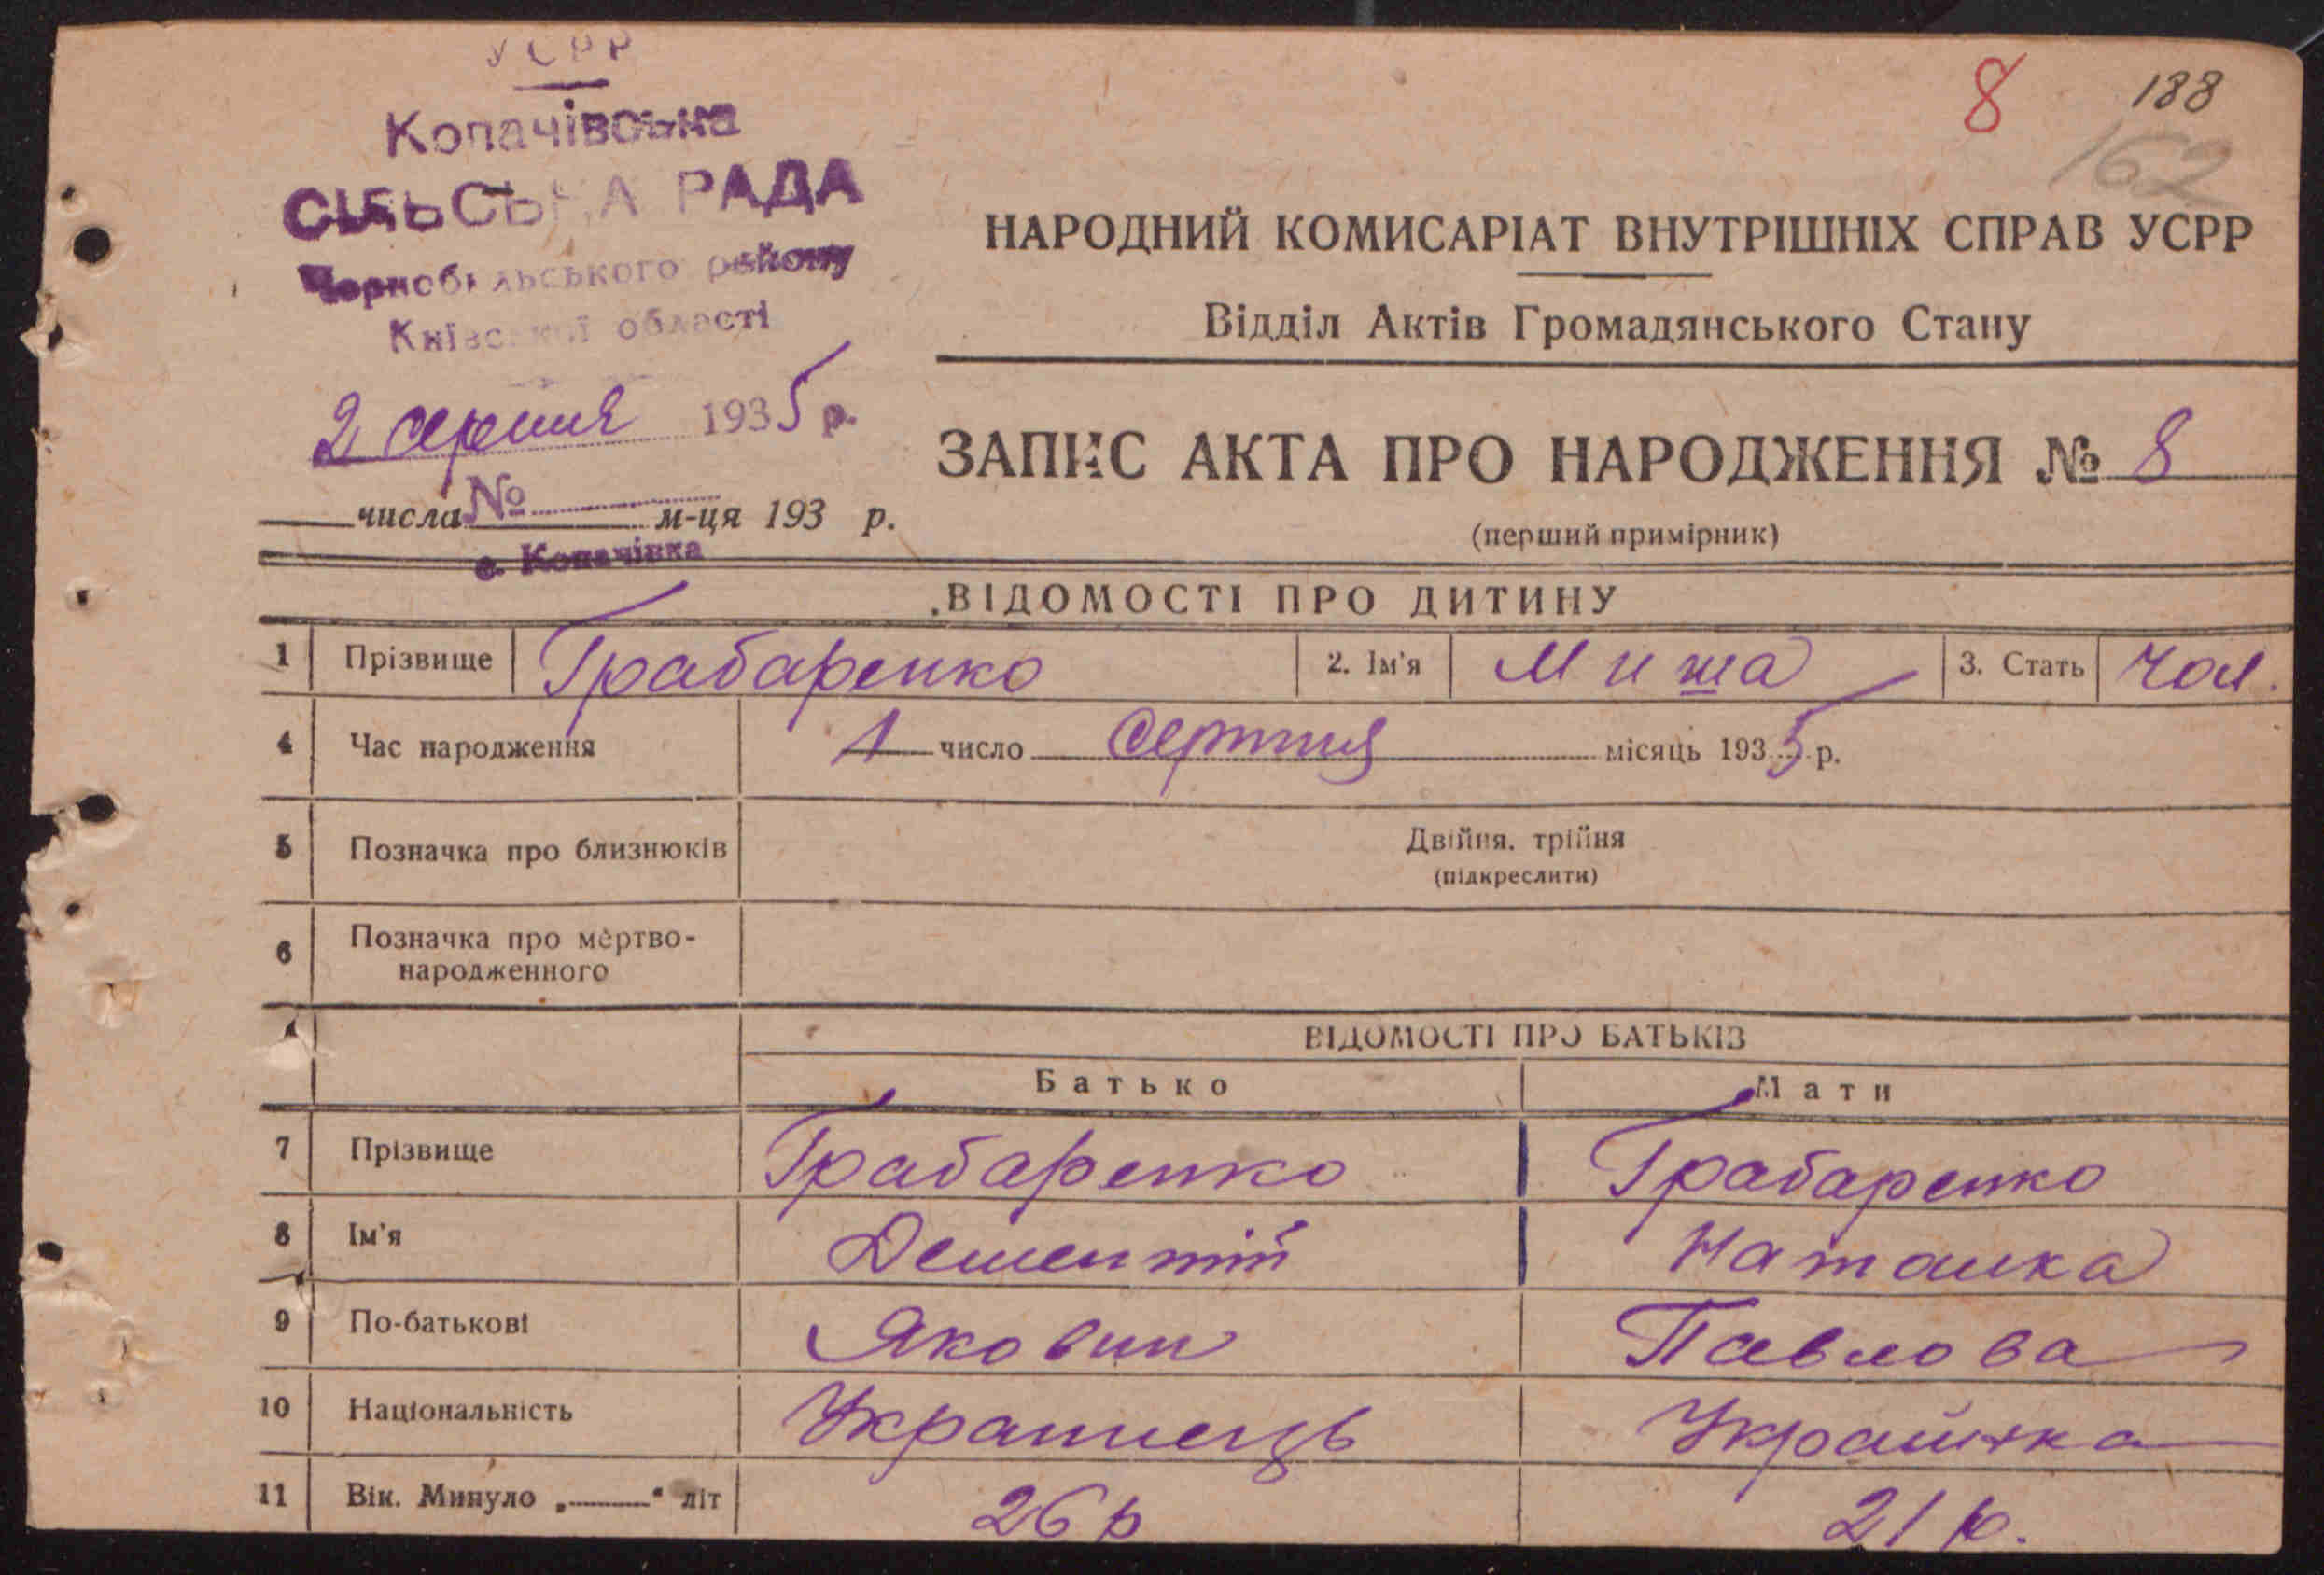 УСРР
Копачівська
СІЛЬСЬКА РАДА
Чорнобильського району
Київської області
2 серпня 1935 р.
№
числа м-ця 193 р.
с. Копачівка
8 188
162
НАРОДНИЙ КОМИСАРІАТ ВНУТРІШНІХ СПРАВ УСРР
Відділ Актів Громадянського Стану
ЗАПИС АКТА ПРО НАРОДЖЕННЯ № 8
(перший примірник)
ВІДОМОСТІ ПРО ДИТИНУ
1 Прізвище Грабаренко 2. Ім'я Миша 3. Стать Чол.
4 Час народження 1 число серпня місяць 1935 р.
5 Позначка про близнюків Двійня, трійня
(підкреслити)
6 Позначка про мертво-
народженного
ВІДОМОСТІ ПРО БАТЬКІВ
Батько Мати
7 Прізвище Грабаренко Грабаренко
8 Ім'я Дементій Наталка
9 По-батькові Якович Павлова
10 Національність Украинець Украинка
11 Вік. Минуло „——“ літ 26 р 21 р.